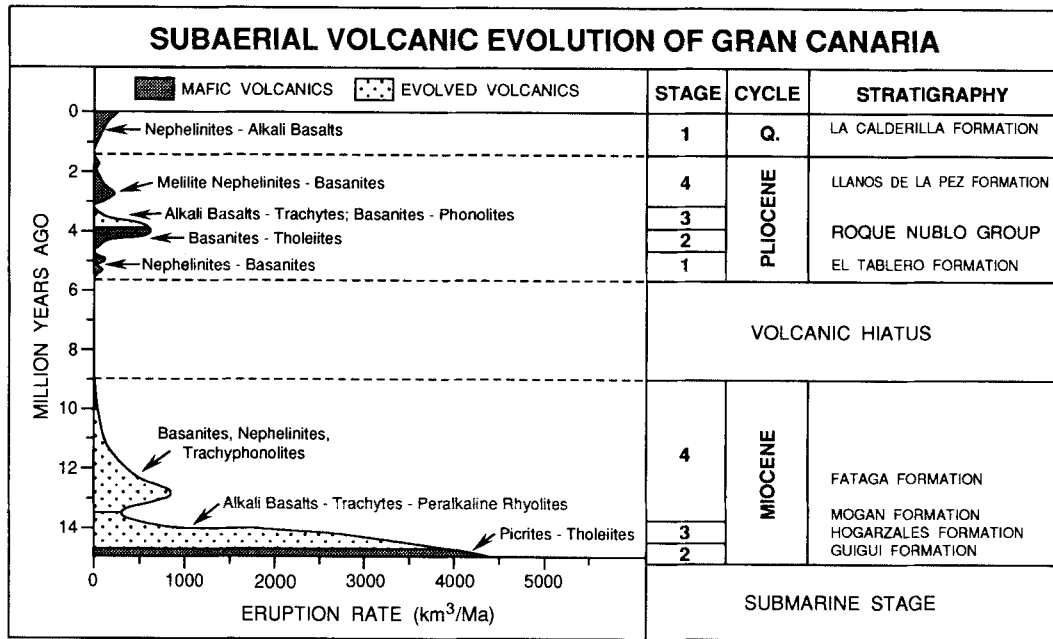 SUBAERIAL VOLCANIC EVOLUTION OF GRAN CANARIA
MAFIC VOLCANICS
EVOLVED VOLCANICS
STAGE
CYCLE
STRATIGRAPHY
MILLION YEARS AGO
0
2
4
6
8
10
12
14
Nephelinites - Alkali Basalts
Melilite Nephelinites - Basanites
Alkali Basalts - Trachytes; Basanites - Phonolites
Basanites - Tholeiites
Nephelinites - Basanites
Basanites, Nephelinites,
Trachyphonolites
Alkali Basalts - Trachytes - Peralkaline Rhyolites
Picrites - Tholeiites
0
1000
2000
3000
4000
5000
ERUPTION RATE (km³/Ma)
1
Q.
LA CALDERILLA FORMATION
4
3
2
1
PLIOCENE
LLANOS DE LA PEZ FORMATION
ROQUE NUBLO GROUP
EL TABLERO FORMATION
VOLCANIC HIATUS
4
3
2
MIOCENE
FATAGA FORMATION
MOGAN FORMATION
HOGARZALES FORMATION
GUIGUI FORMATION
SUBMARINE STAGE